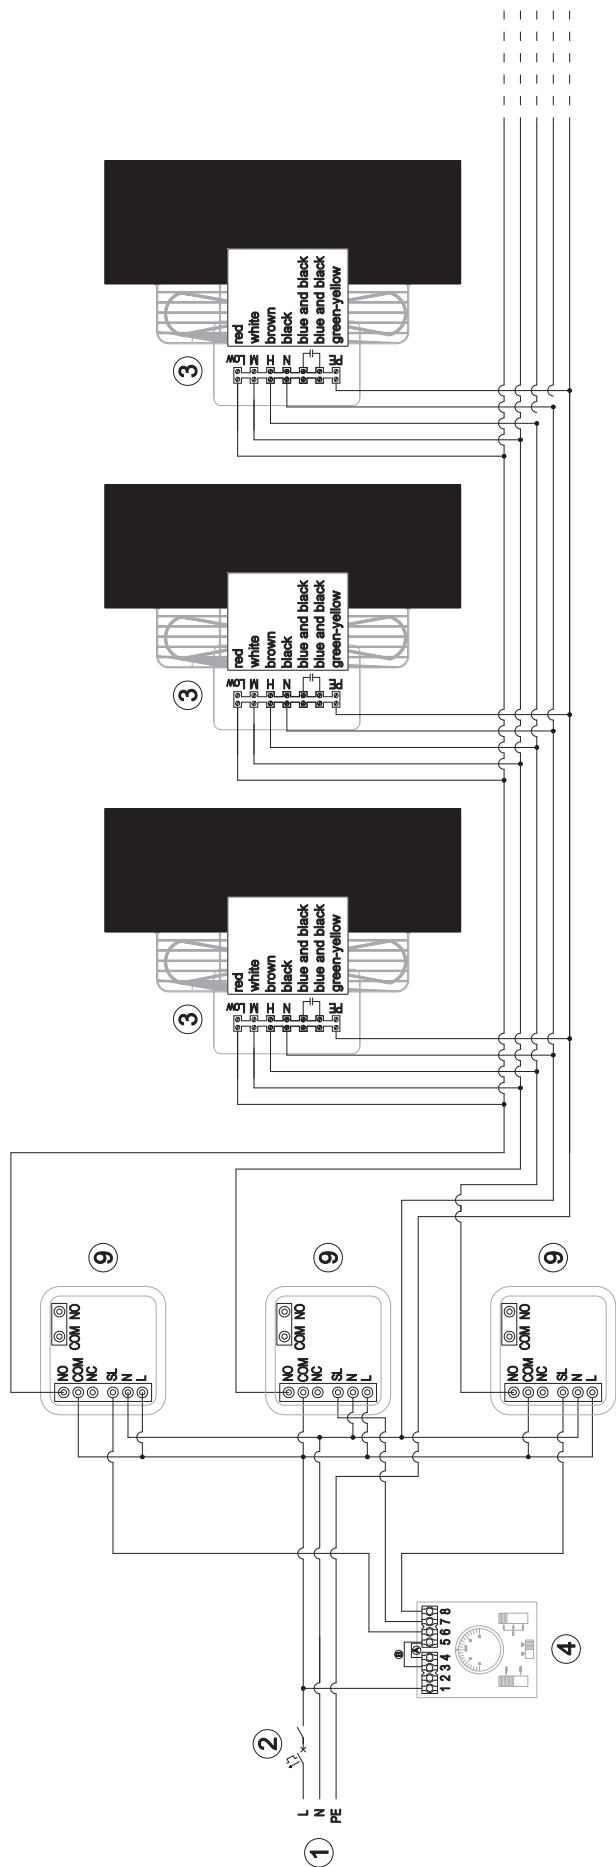 3
red
white
brown
black
blue and black
blue and black
green-yellow
LOW
M
H
N
PE
3
red
white
brown
black
blue and black
blue and black
green-yellow
LOW
M
H
N
PE
3
red
white
brown
black
blue and black
blue and black
green-yellow
LOW
M
H
N
PE
9
COM NO
NO
COM
NC
SL
N
L
9
COM NO
NO
COM
NC
SL
N
L
9
COM NO
NO
COM
NC
SL
N
L
B
A
1 2 3 4 5 6 7 8
4
2
L
N
PE
1